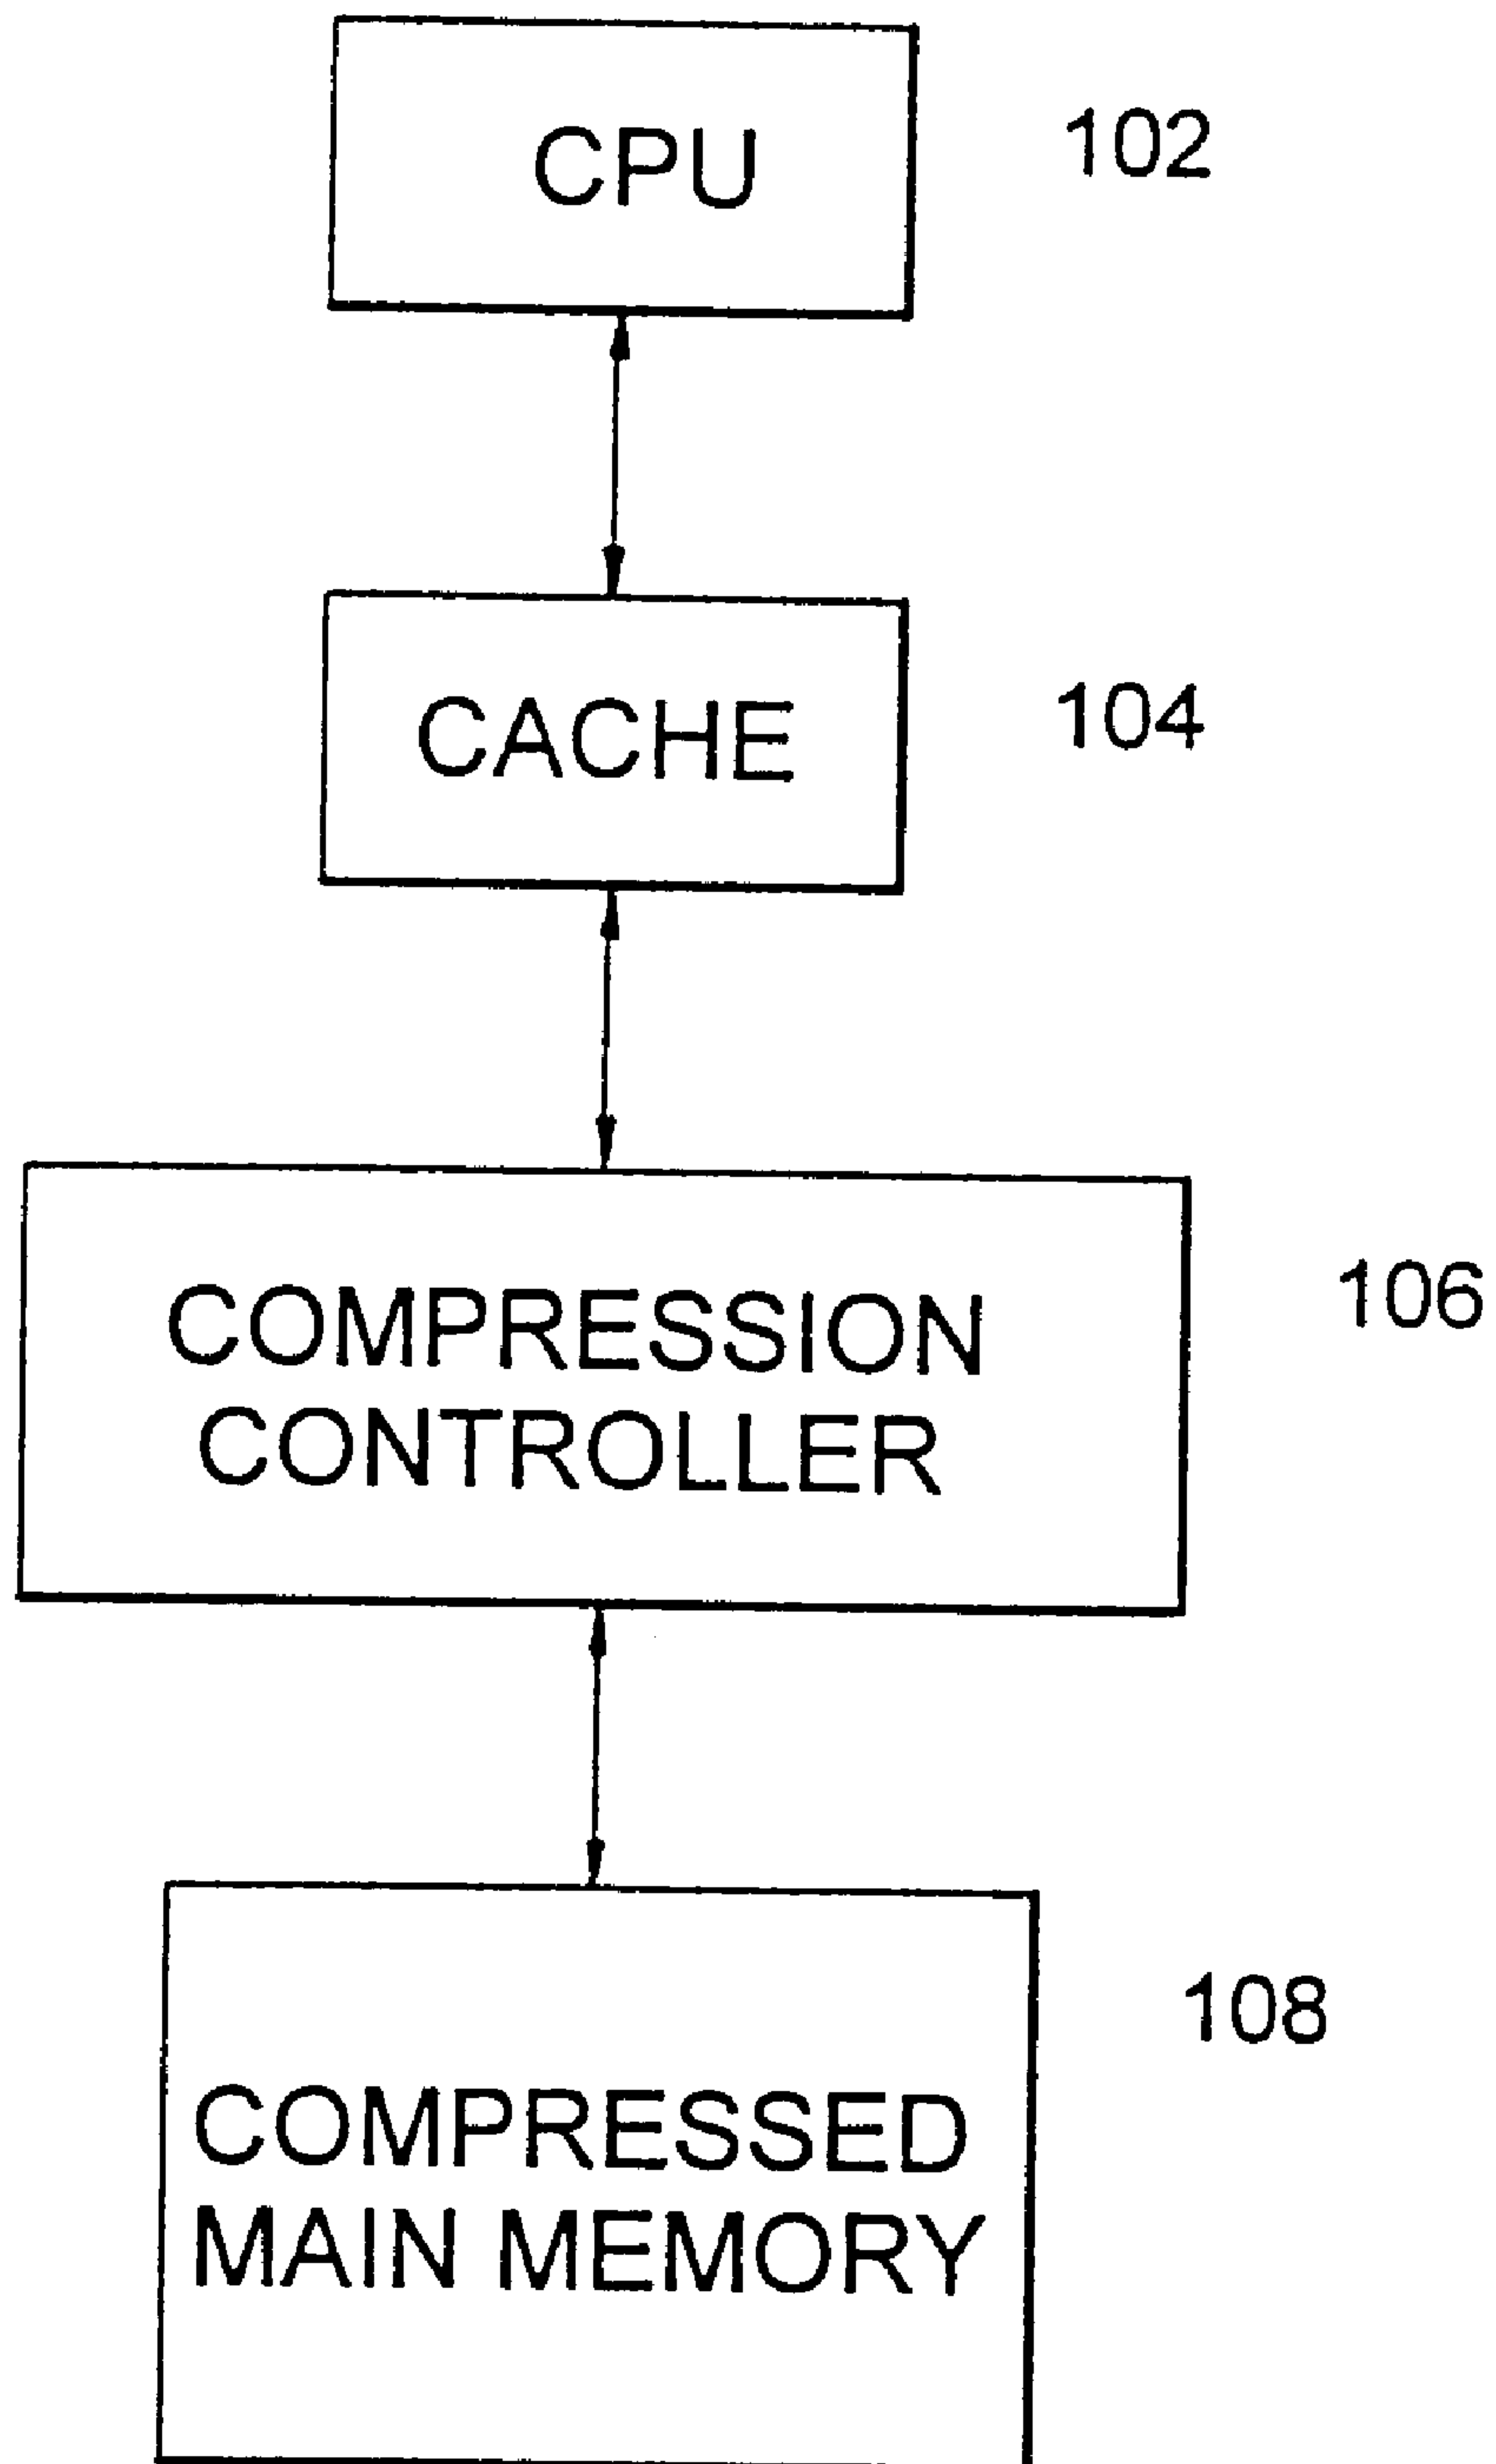 CPU
102
CACHE
104
COMPRESSION
CONTROLLER
106
COMPRESSED
MAIN MEMORY
108